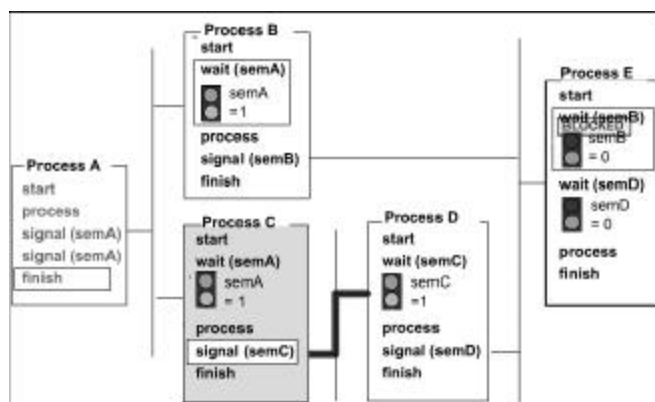 Process A
start
process
signal (semA)
signal (semA)
finish
Process B
start
wait (semA)
semA
=1
process
signal (semB)
finish
Process C
start
wait (semA)
semA
= 1
process
signal (semC)
finish
Process D
start
wait (semC)
semC
=1
process
signal (semD)
finish
Process E
start
wait (semB)
BLOCKED
semB
= 0
wait (semD)
semD
= 0
process
finish